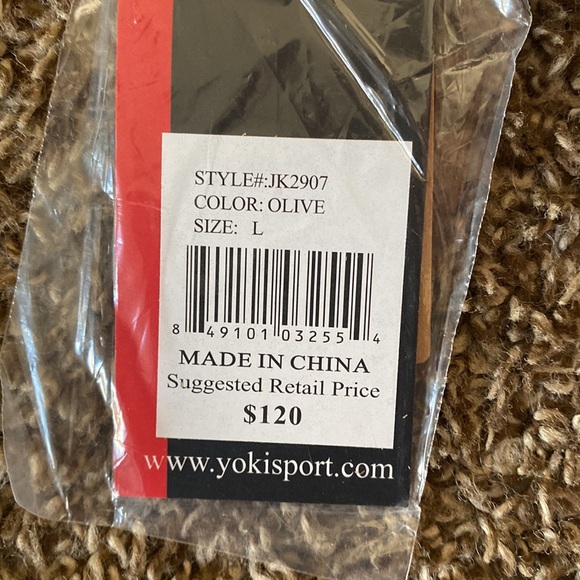 STYLE#:JK2907
COLOR: OLIVE
SIZE: L
8 49101 03255 4
MADE IN CHINA
Suggested Retail Price
$120
www.yokisport.com